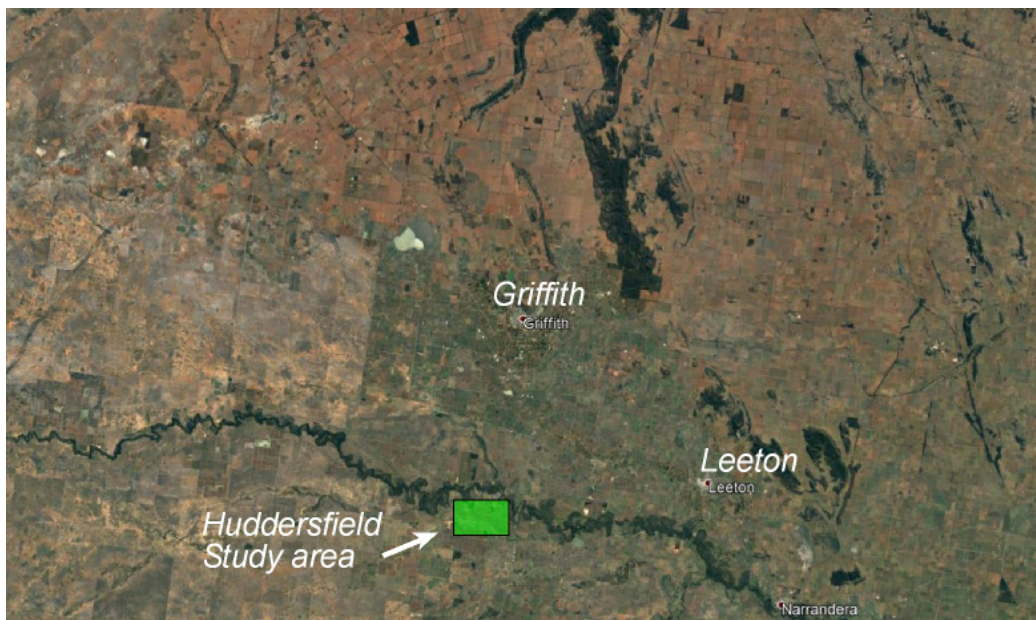 Griffith
Griffith
Leeton
Leeton
Huddersfield
Study area
Narrandera